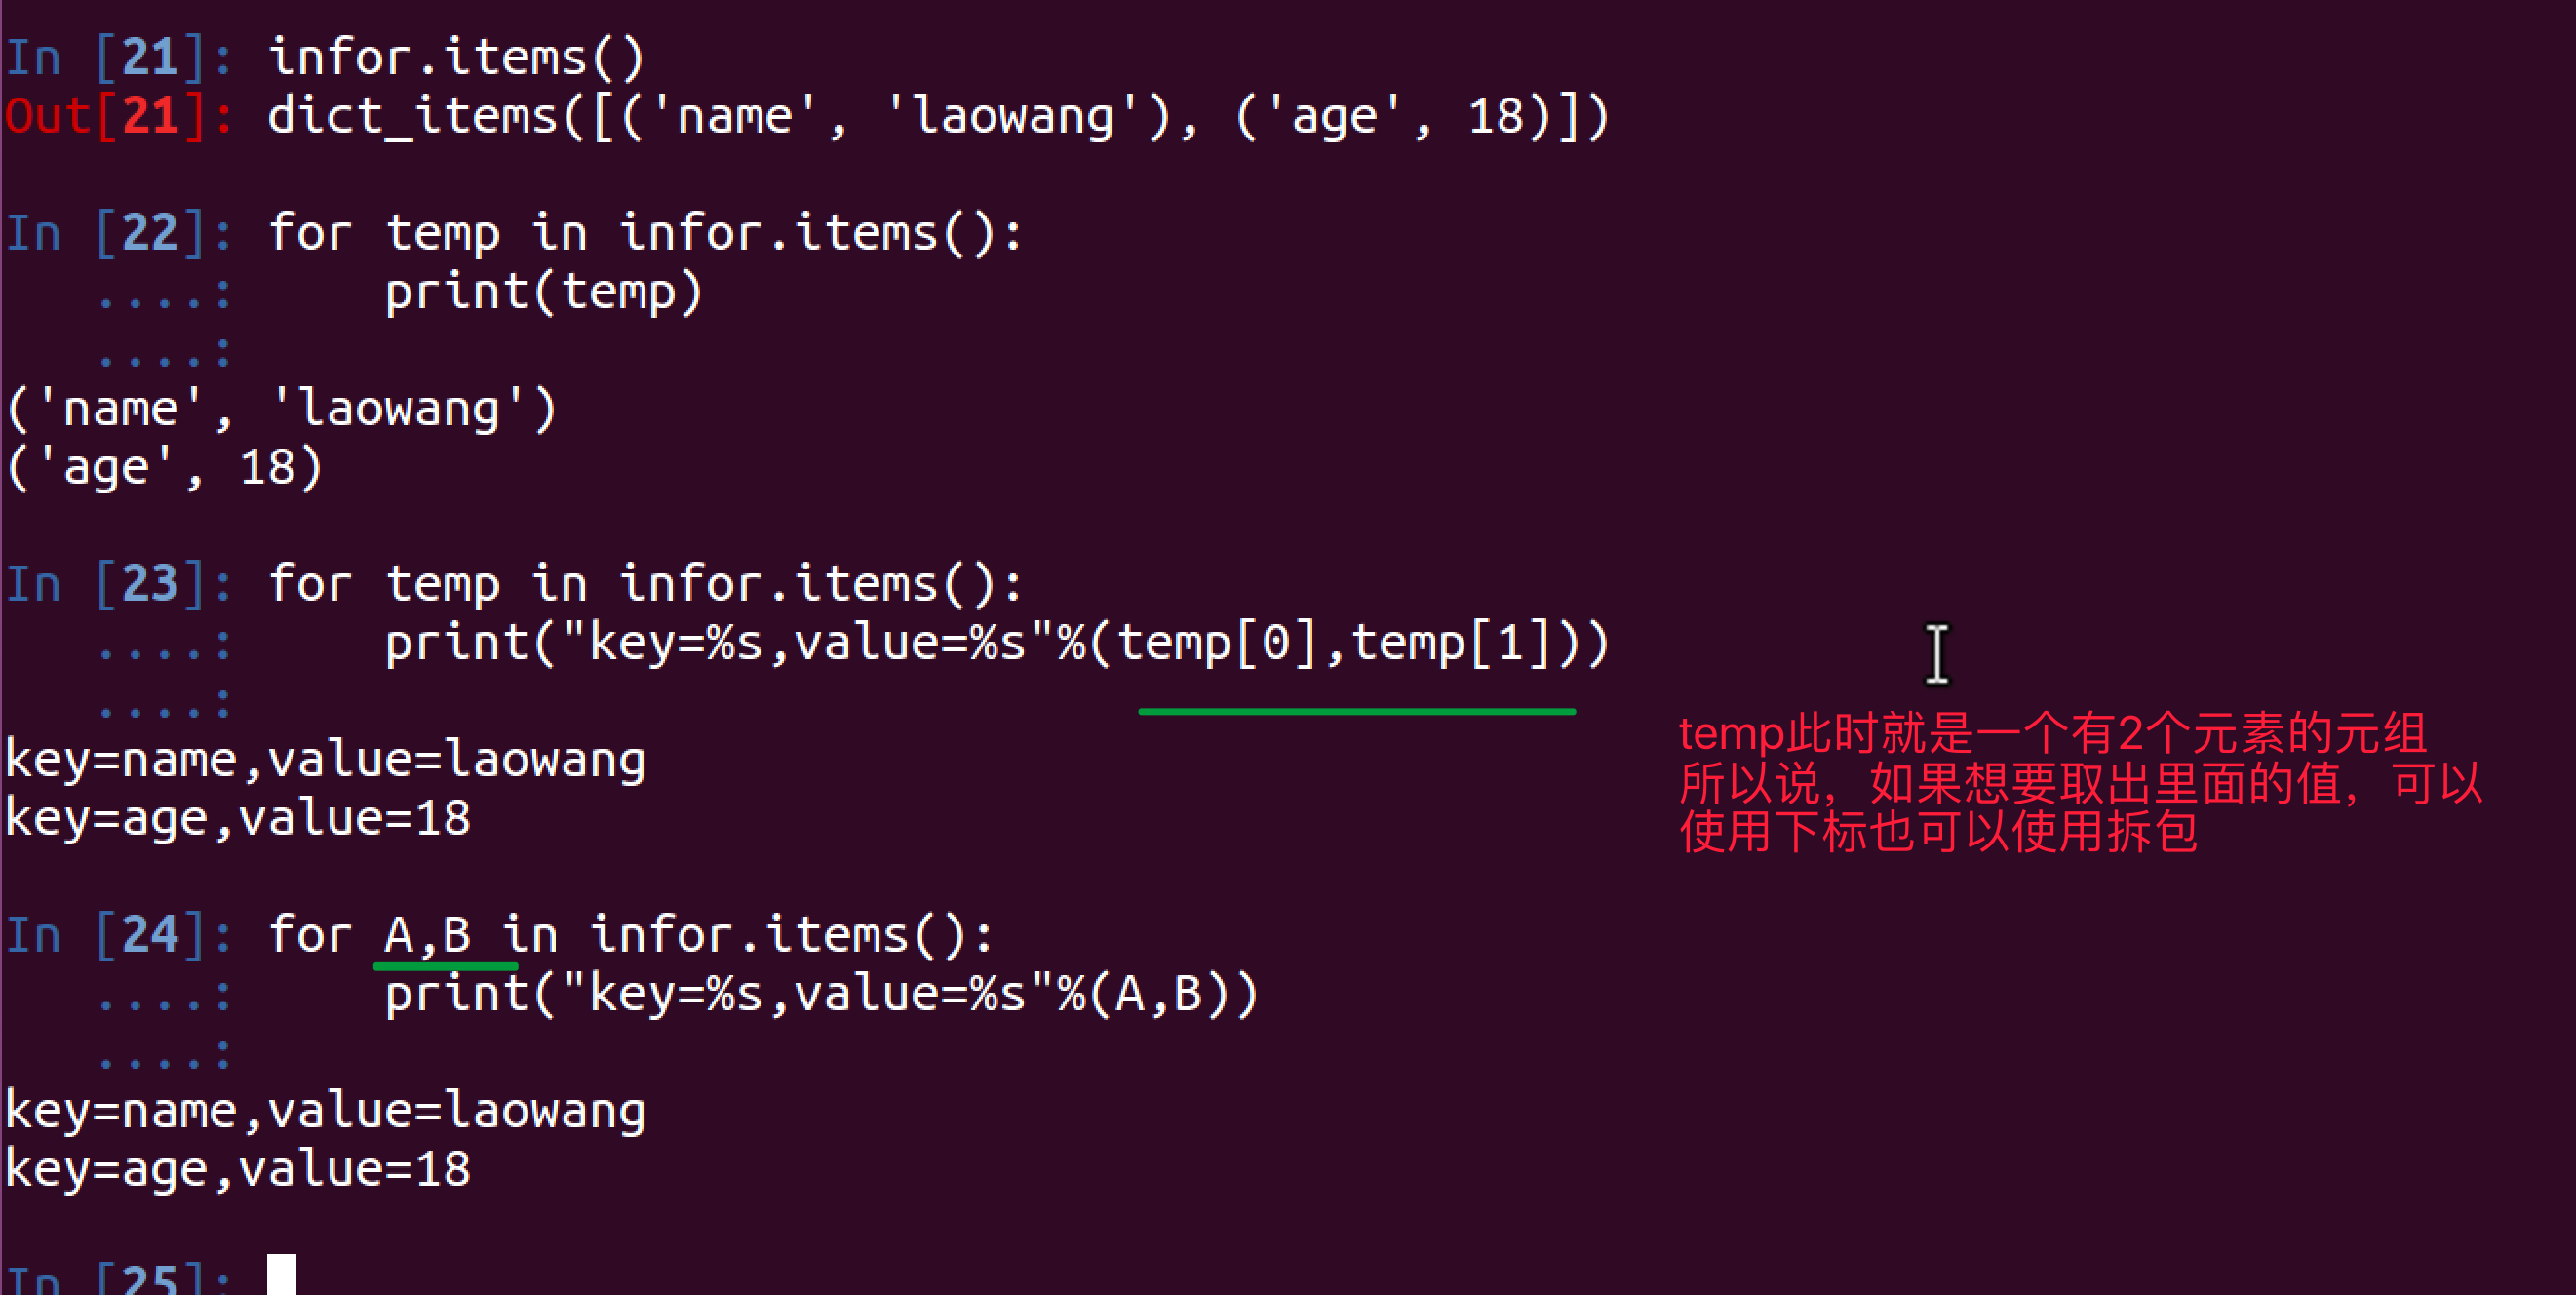 In [21]: infor.items()
Out[21]: dict_items([('name', 'laowang'), ('age', 18)])
In [22]: for temp in infor.items():
....:     print(temp)
....:
('name', 'laowang')
('age', 18)
In [23]: for temp in infor.items():
....:     print("key=%s,value=%s"%(temp[0],temp[1]))
....:
key=name,value=laowang
key=age,value=18
temp此时就是一个有2个元素的元组
所以说，如果想要取出里面的值，可以
使用下标也可以使用拆包
In [24]: for A,B in infor.items():
....:     print("key=%s,value=%s"%(A,B))
....:
key=name,value=laowang
key=age,value=18
In [25]: